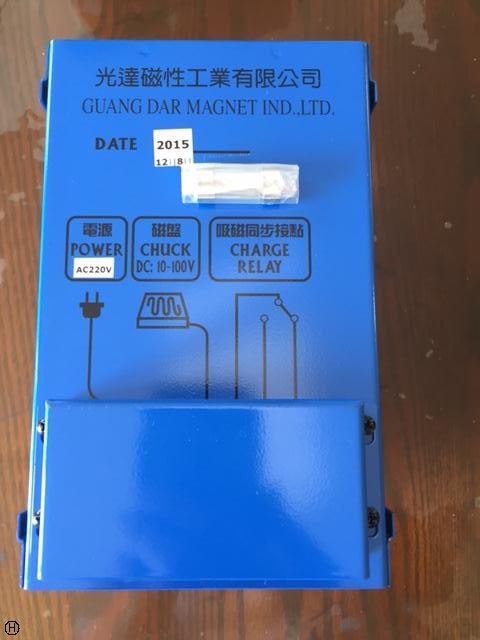 光達磁性工業有限公司
GUANG DAR MAGNET IND.,LTD.
DATE 2015
12||8||
電源
POWER
AC220V
磁盤
CHUCK
DC: 10-100V
吸磁同步接點
CHARGE
RELAY
H